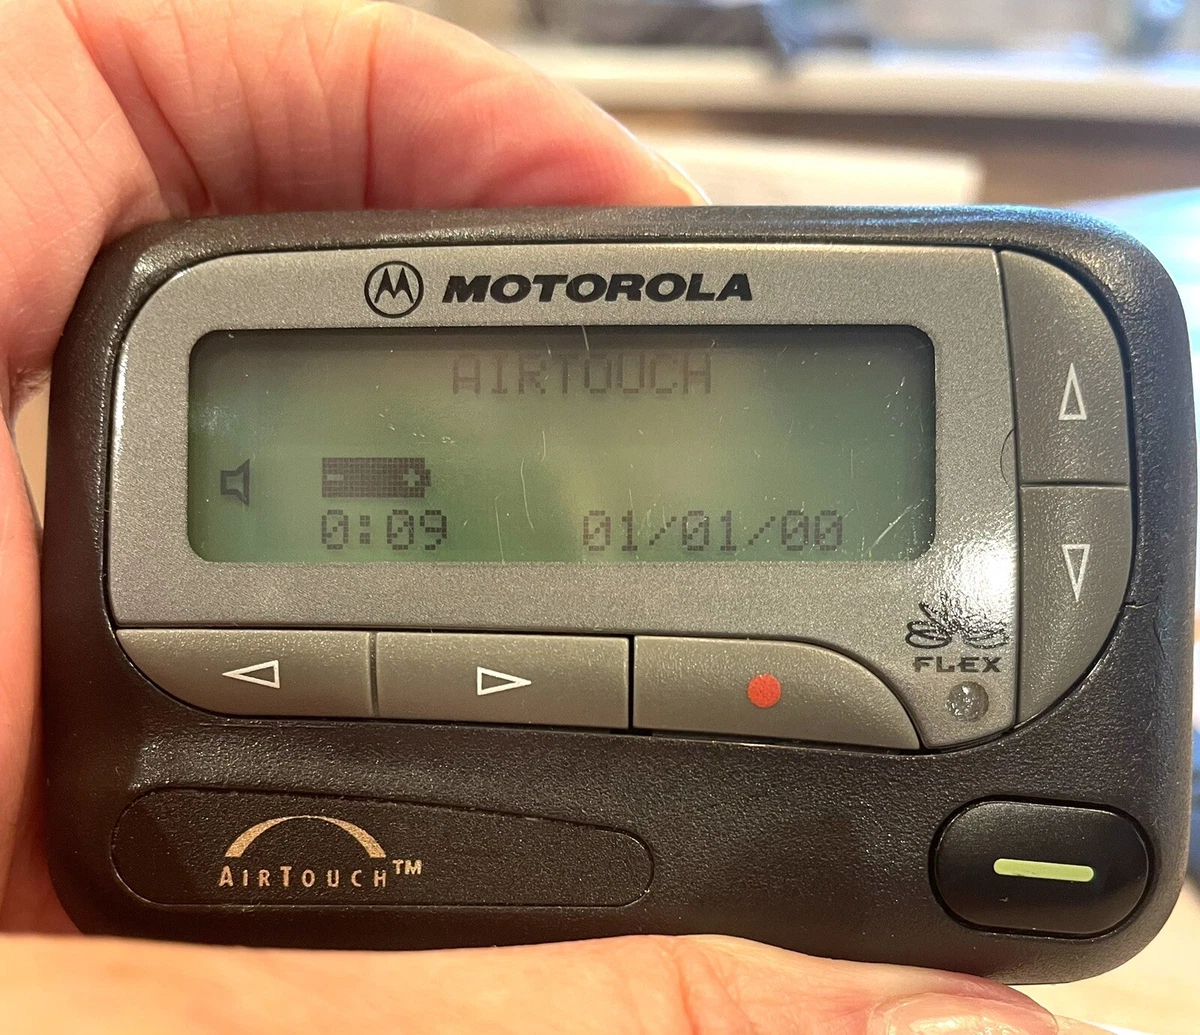 MOTOROLA
AIRTOUCH
0:09 01/01/00
FLEX
AIRTOUCH™